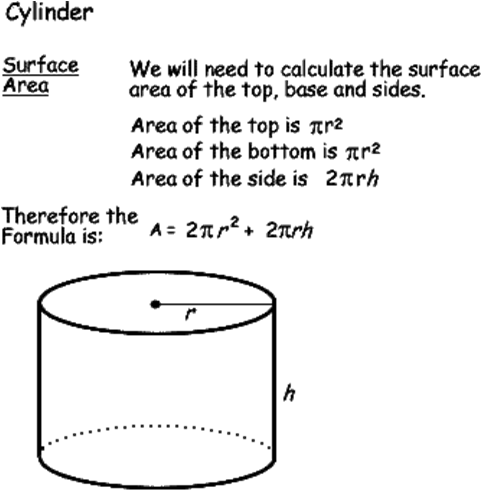 Cylinder
Surface Area
We will need to calculate the surface
area of the top, base and sides.
Area of the top is πr²
Area of the bottom is πr²
Area of the side is 2πrh
Therefore the
Formula is:
A = 2πr² + 2πrh
r
h